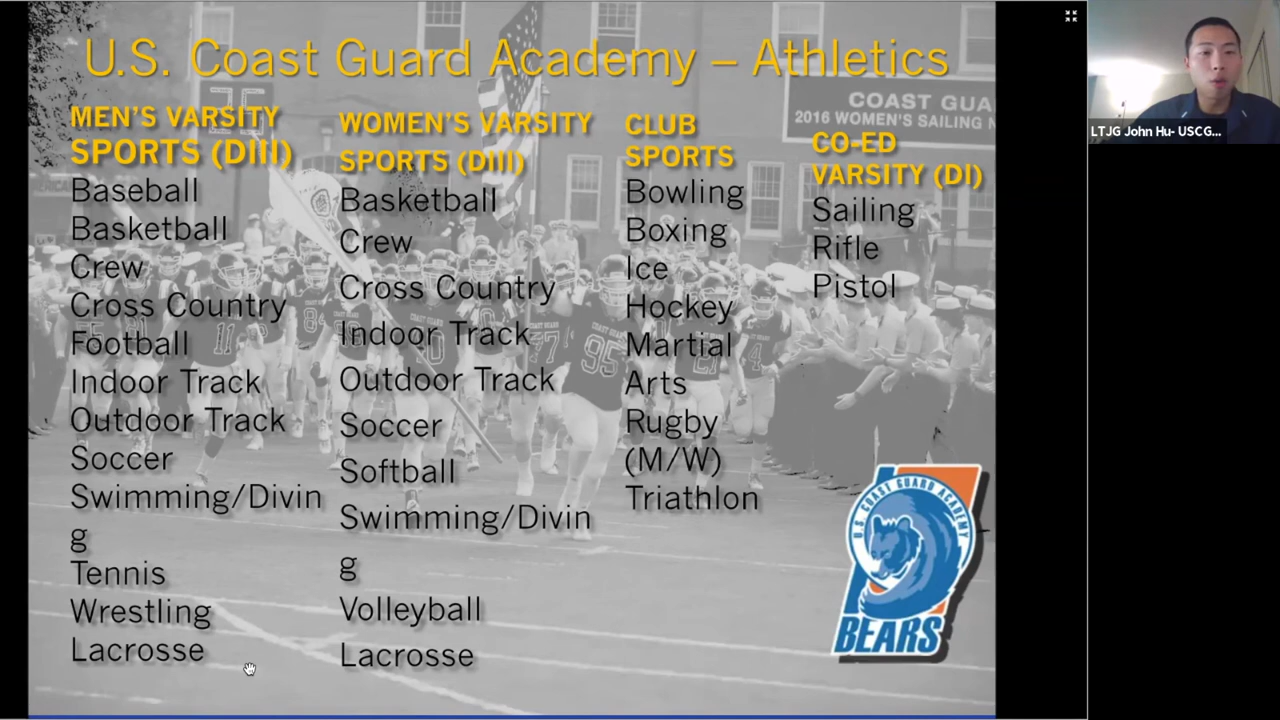 U.S. Coast Guard Academy – Athletics
MEN'S VARSITY
SPORTS (DIII)
Baseball
Basketball
Crew
Cross Country
Football
Indoor Track
Outdoor Track
Soccer
Swimming/Divin
g
Tennis
Wrestling
Lacrosse
WOMEN'S VARSITY
SPORTS (DIII)
Basketball
Crew
Cross Country
Indoor Track
Outdoor Track
Soccer
Softball
Swimming/Divin
g
Volleyball
Lacrosse
CLUB
SPORTS
Bowling
Boxing
Ice
Hockey
Martial
Arts
Rugby
(M/W)
Triathlon
CO-ED
VARSITY (DI)
Sailing
Rifle
Pistol
COAST GUA
2016 WOMEN'S SAILING N
25
11
95
U.S. COAST GUARD ACADEMY
BEARS
LTJG John Hu- USCG...